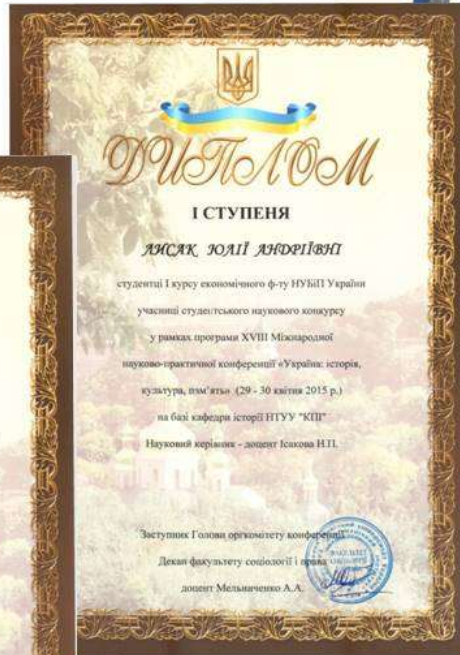 ДИПЛОМ
І СТУПЕНЯ
ЛИСАК ЮЛІЇ АНДРІЇВНІ
студентці І курсу економічного ф-ту НУБіП України
учасниці студентського наукового конкурсу
у рамках програми XVIII Міжнародної
науково-практичної конференції «Україна: історія,
культура, пам'ять» (29 - 30 квітня 2015 р.)
на базі кафедри історії НТУУ "КПІ"
Науковий керівник - доцент Ісакова Н.П.
Заступник Голови оргкомітету конференції
Декан факультету соціології і права
доцент Мельниченко А.А.